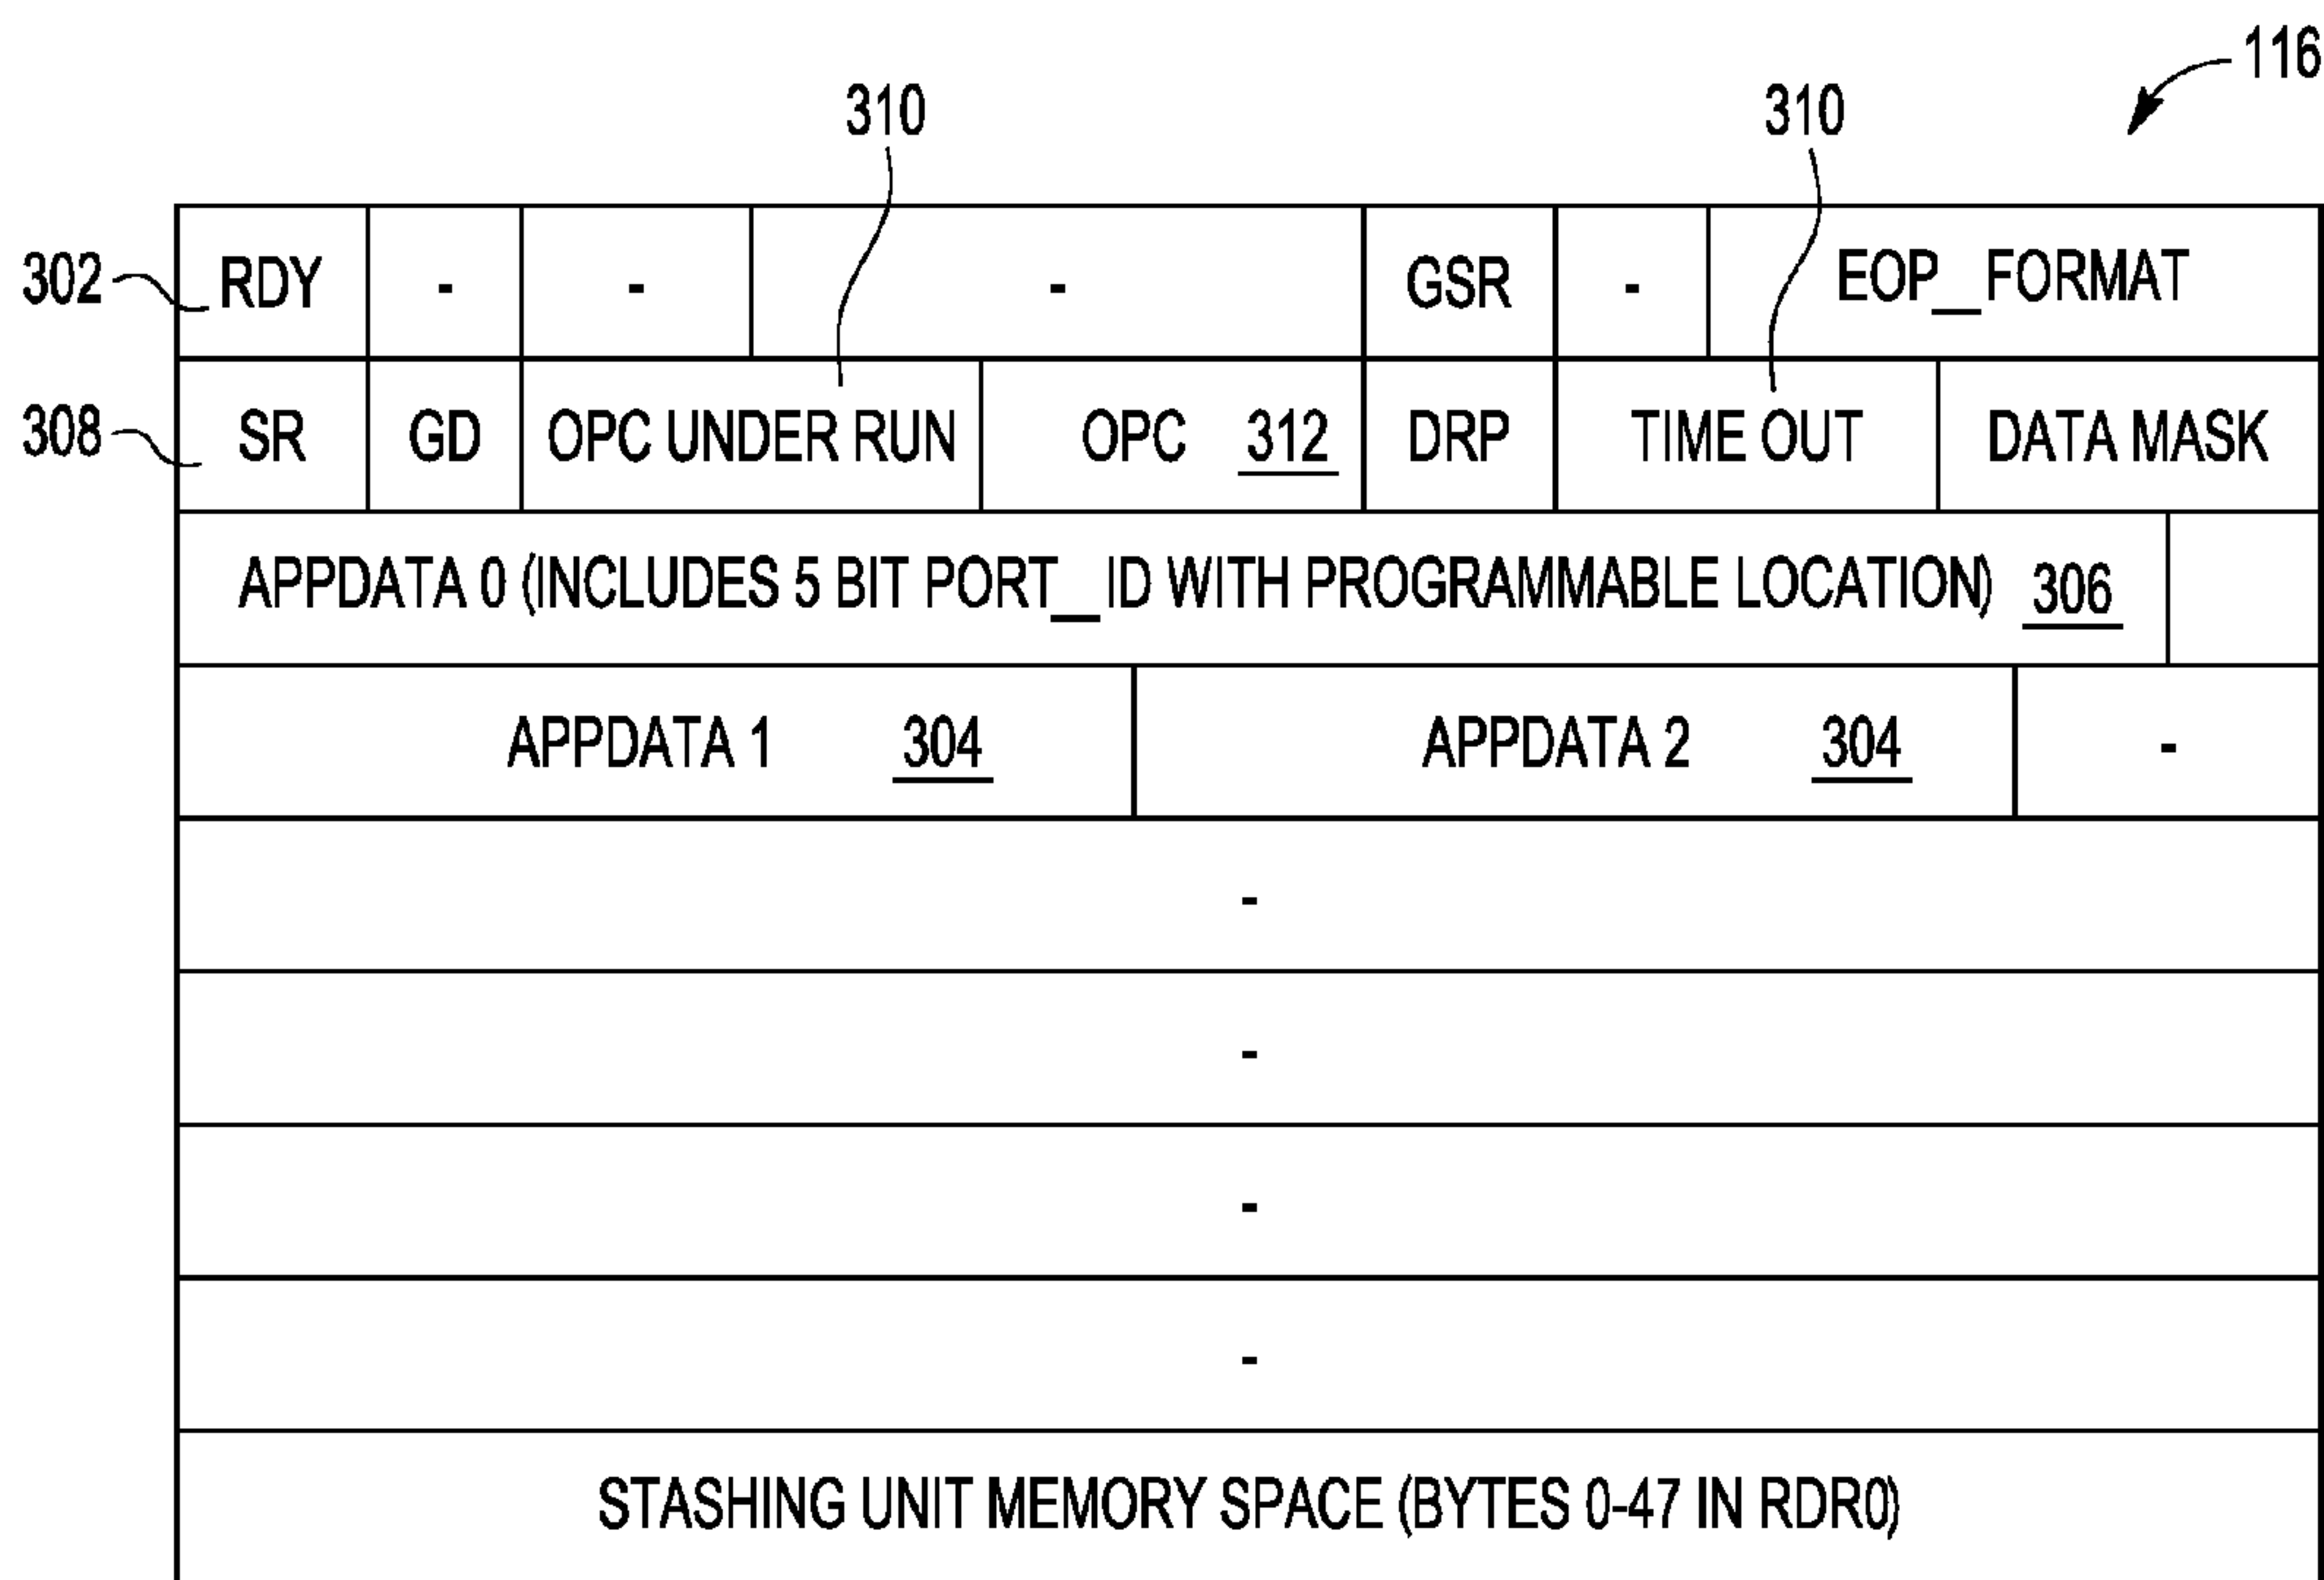 116
310 310
302 RDY - - - GSR - EOP_FORMAT
308 SR GD OPC UNDER RUN OPC 312 DRP TIME OUT DATA MASK
APPDATA 0 (INCLUDES 5 BIT PORT_ID WITH PROGRAMMABLE LOCATION) 306
APPDATA 1 304 APPDATA 2 304 -
-
-
-
-
STASHING UNIT MEMORY SPACE (BYTES 0-47 IN RDR0)